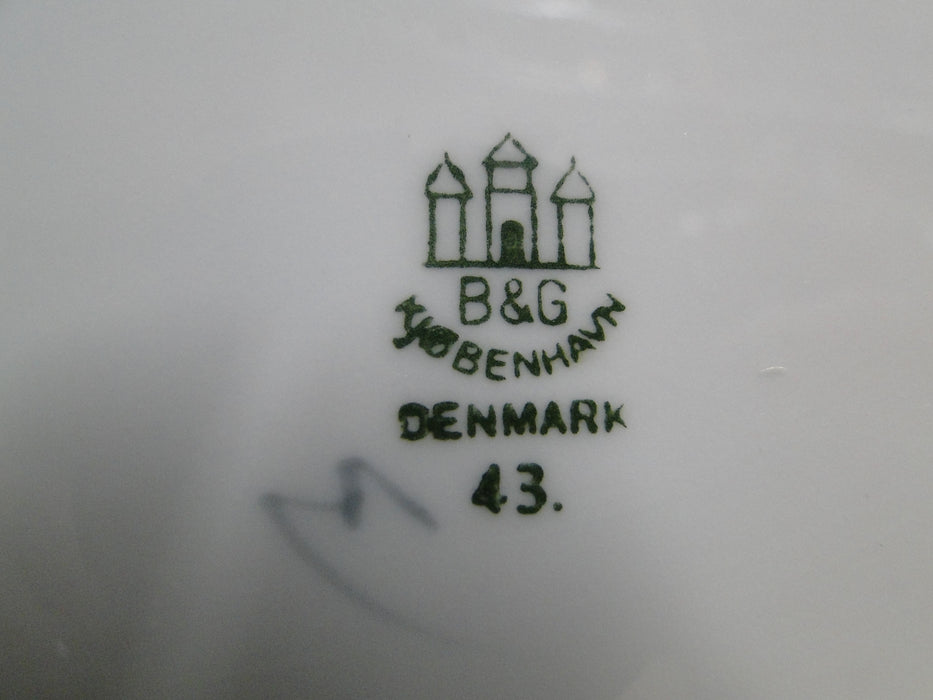 B&G
KJØBENHAVN
DENMARK
43.